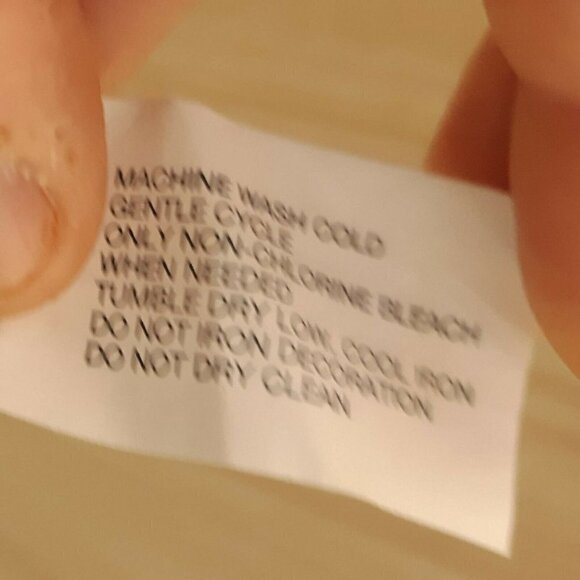 MACHINE WASH COLD
GENTLE CYCLE
ONLY NON-CHLORINE BLEACH
WHEN NEEDED
TUMBLE DRY LOW, COOL IRON
DO NOT IRON DECORATION
DO NOT DRY CLEAN